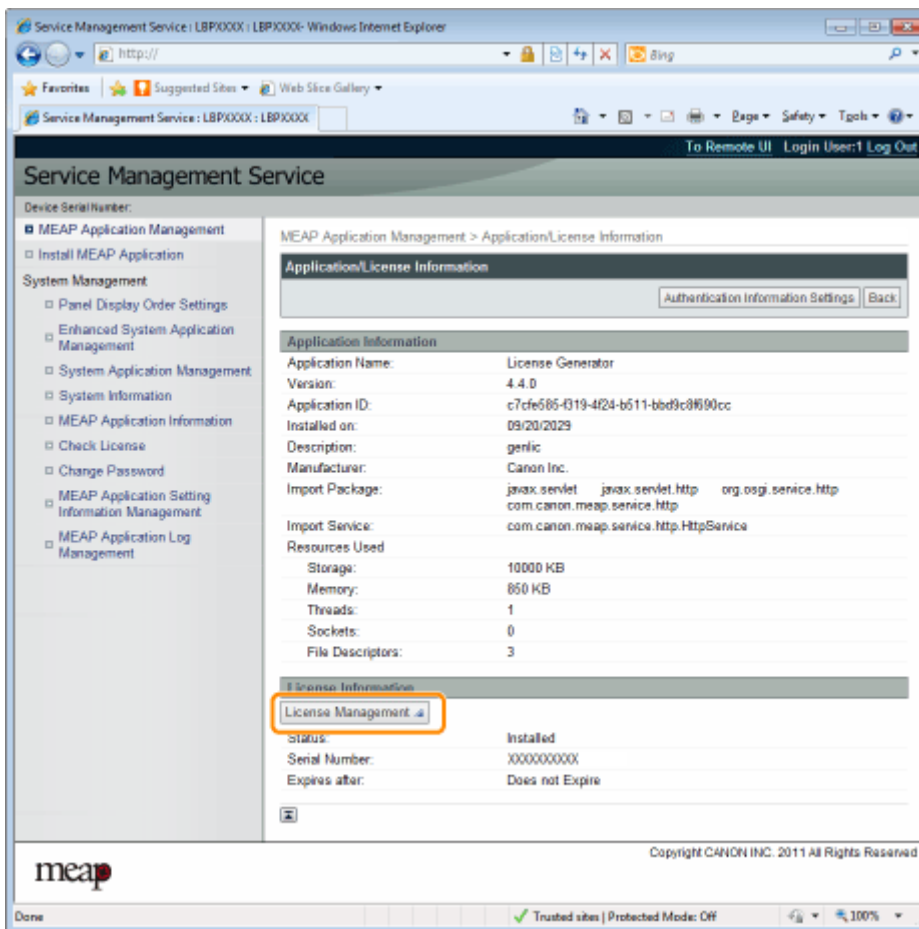 Service Management Service : LBPXXXX : LBPXXXX- Windows Internet Explorer
http://
Bing
Favorites
Suggested Sites
Web Slice Gallery
Service Management Service : LBPXXXX : LBPXXXX
Page
Safety
Tools
To Remote UI Login User:1 Log Out
Service Management Service
Device Serial Number:
MEAP Application Management
Install MEAP Application
System Management
Panel Display Order Settings
Enhanced System Application
Management
System Application Management
System Information
MEAP Application Information
Check License
Change Password
MEAP Application Setting
Information Management
MEAP Application Log
Management
MEAP Application Management > Application/License Information
Application/License Information
Authentication Information Settings
Back
Application Information
Application Name: License Generator
Version: 4.4.0
Application ID: c7cfe585-f319-4f24-b511-bbd9c8f690cc
Installed on: 09/20/2029
Description: genlic
Manufacturer: Canon Inc.
Import Package: javax.servlet javax.servlet.http org.osgi.service.http
com.canon.meap.service.http
Import Service: com.canon.meap.service.http.HttpService
Resources Used
Storage: 10000 KB
Memory: 850 KB
Threads: 1
Sockets: 0
File Descriptors: 3
License Information
License Management
Status: Installed
Serial Number: XXXXXXXXXX
Expires after: Does not Expire
Copyright CANON INC. 2011 All Rights Reserved
meap
Done
Trusted sites | Protected Mode: Off
100%